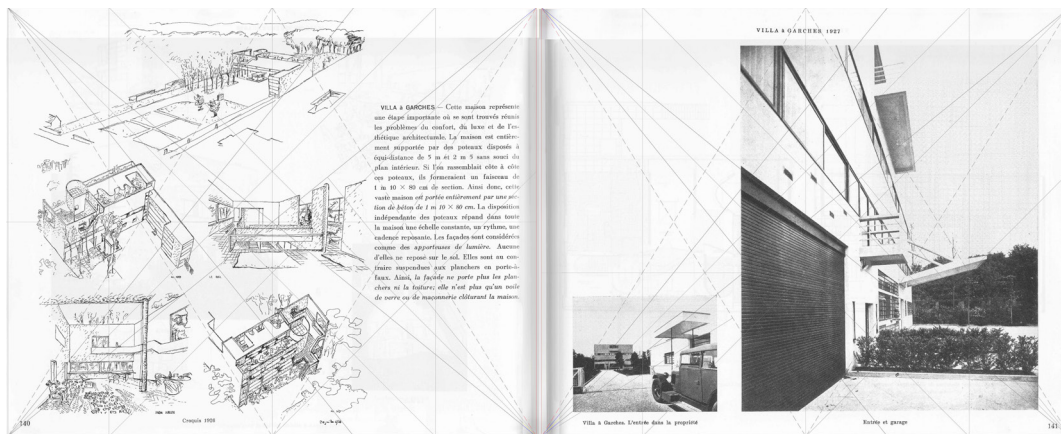 VILLA à GARCHES.— Cette maison représente
une étape importante où se sont trouvés réunis
les problèmes du confort, du luxe et de l'es-
thétique architecturale. La maison est entière-
ment supportée par des poteaux disposés à
équi-distance de 5 m et 2 m 5 sans souci du
plan intérieur. Si l'on rassemblait côte à côte
ces poteaux, ils formeraient un faisceau de
1 m 10 × 80 cm de section. Ainsi donc, cette
vaste maison est portée entièrement par une sec-
tion de béton de 1 m 10 × 80 cm. La disposition
indépendante des poteaux répand dans toute
la maison une échelle constante, un rythme, une
cadence reposante. Les façades sont considérées
comme des apporteuses de lumière. Aucune
d'elles ne repose sur le sol. Elles sont au con-
traire suspendues aux planchers en porte-à-
faux. Ainsi, la façade ne porte plus les plan-
chers ni la toiture; elle n'est plus qu'un voile
de verre ou de maçonnerie clôturant la maison.
Croquis 1926
140
VILLA à GARCHES 1927
Villa à Garches. L'entrée dans la propriété
Entrée et garage
141